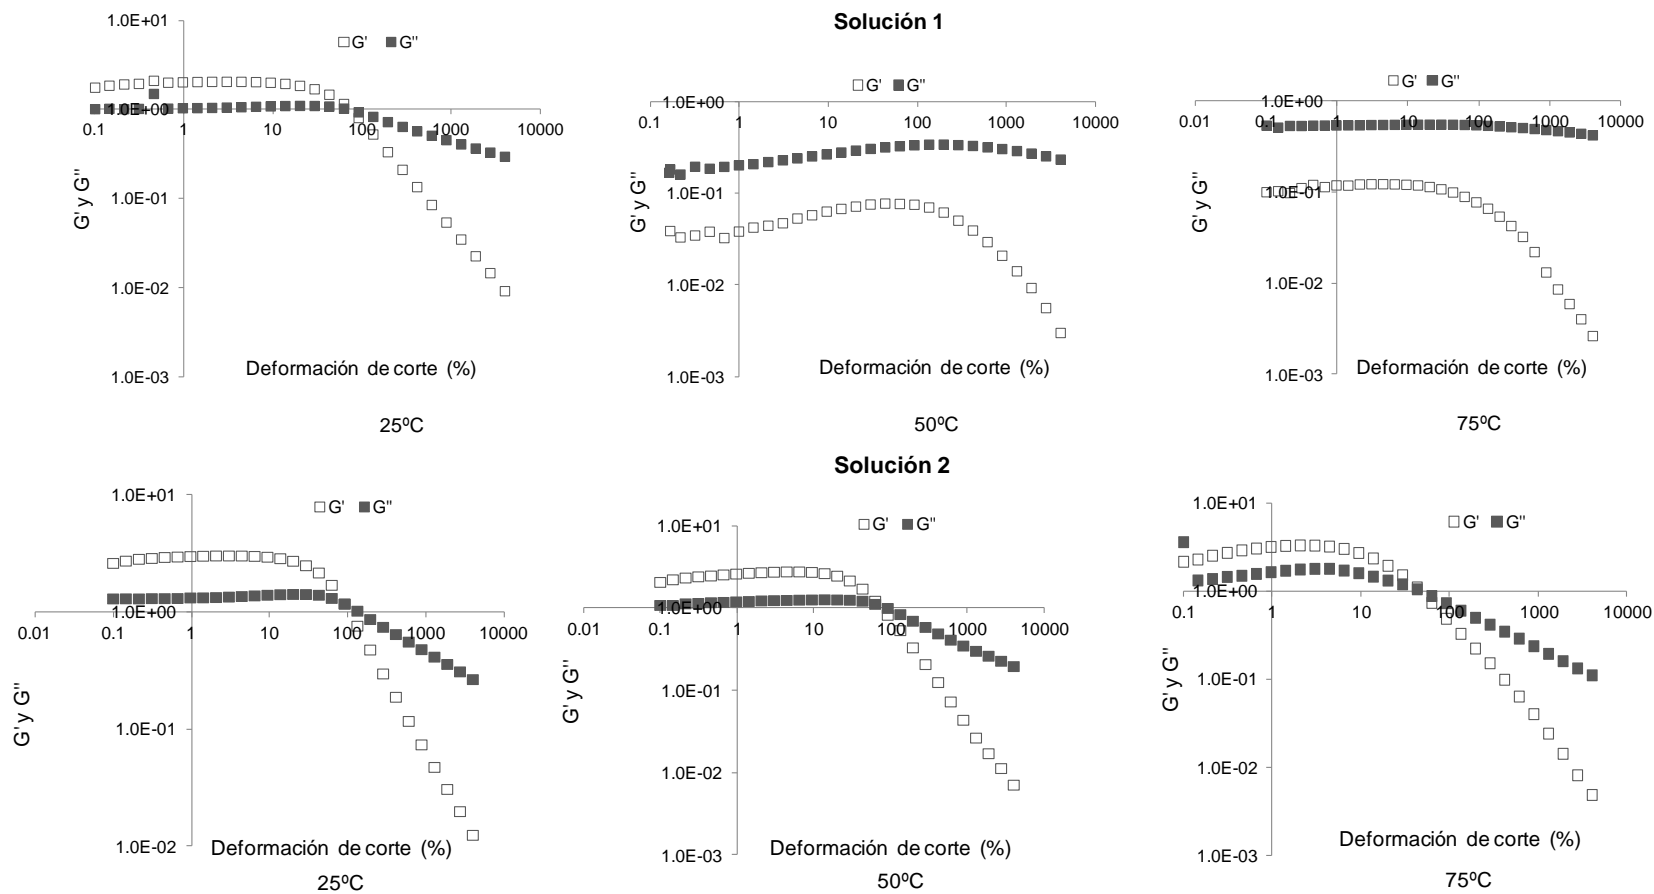 Solución 1
G' G''
1.0E+01
1.0E+00
1.0E-01
1.0E-02
1.0E-03
0.1 1 10 100 1000 10000
G' y G''
Deformación de corte (%)
25ºC
G' G''
1.0E+00
1.0E-01
1.0E-02
1.0E-03
0.1 1 10 100 1000 10000
G' y G''
Deformación de corte (%)
50ºC
G' G''
1.0E+00
1.0E-01
1.0E-02
1.0E-03
0.01 0.1 1 10 100 1000 10000
G' y G''
Deformación de corte (%)
75ºC
Solución 2
G' G''
1.0E+01
1.0E+00
1.0E-01
1.0E-02
0.01 0.1 1 10 100 1000 10000
G' y G''
Deformación de corte (%)
25ºC
G' G''
1.0E+01
1.0E+00
1.0E-01
1.0E-02
1.0E-03
0.01 0.1 1 10 100 1000 10000
G' y G''
Deformación de corte (%)
50ºC
G' G''
1.0E+01
1.0E+00
1.0E-01
1.0E-02
1.0E-03
0.1 1 10 100 1000 10000
G' y G''
Deformación de corte (%)
75ºC